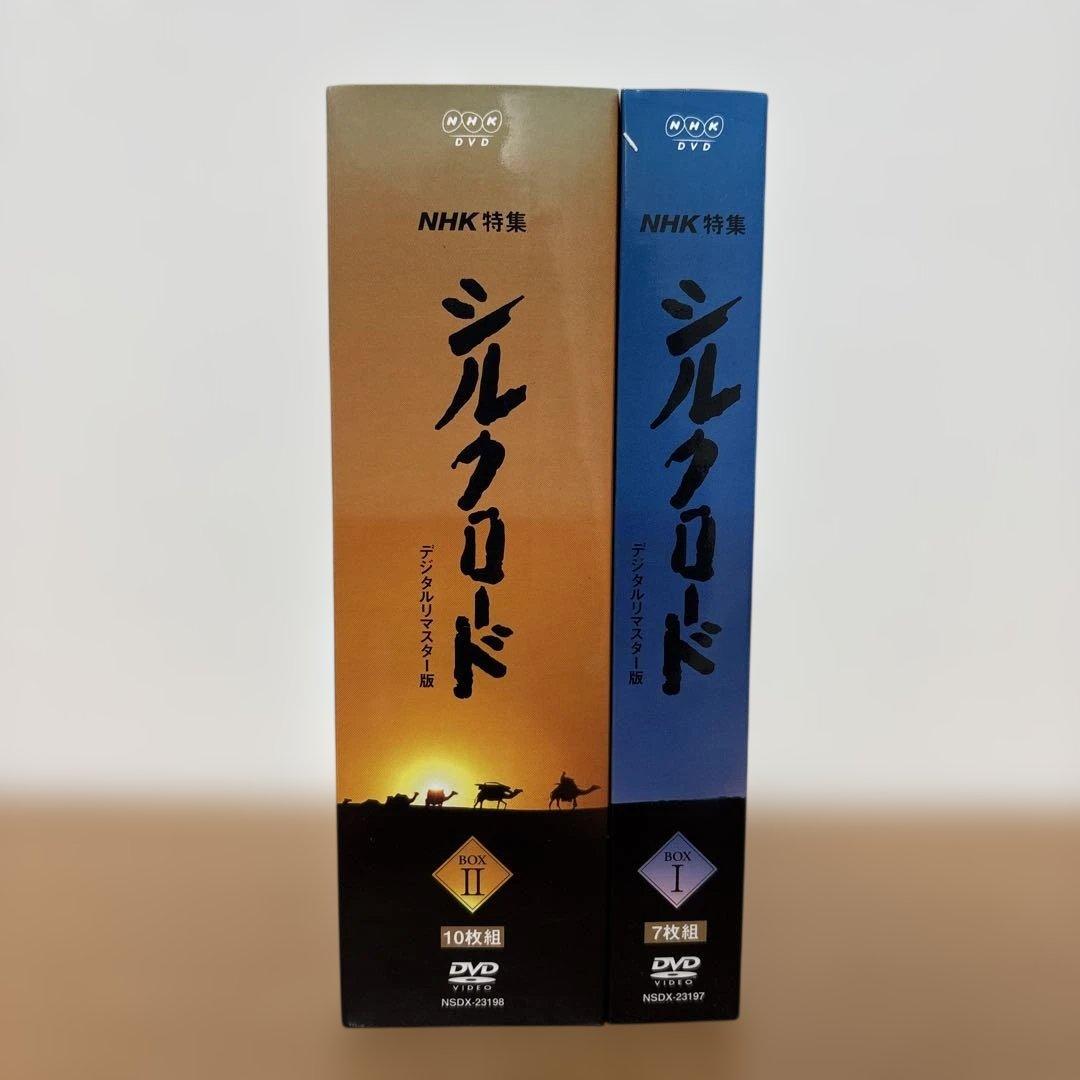 NHK
DVD
NHK特集
シルクロード
デジタルリマスター版
BOX
II
10枚組
DVD
VIDEO
NSDX-23198
NHK
DVD
NHK特集
シルクロード
デジタルリマスター版
BOX
I
7枚組
DVD
VIDEO
NSDX-23197